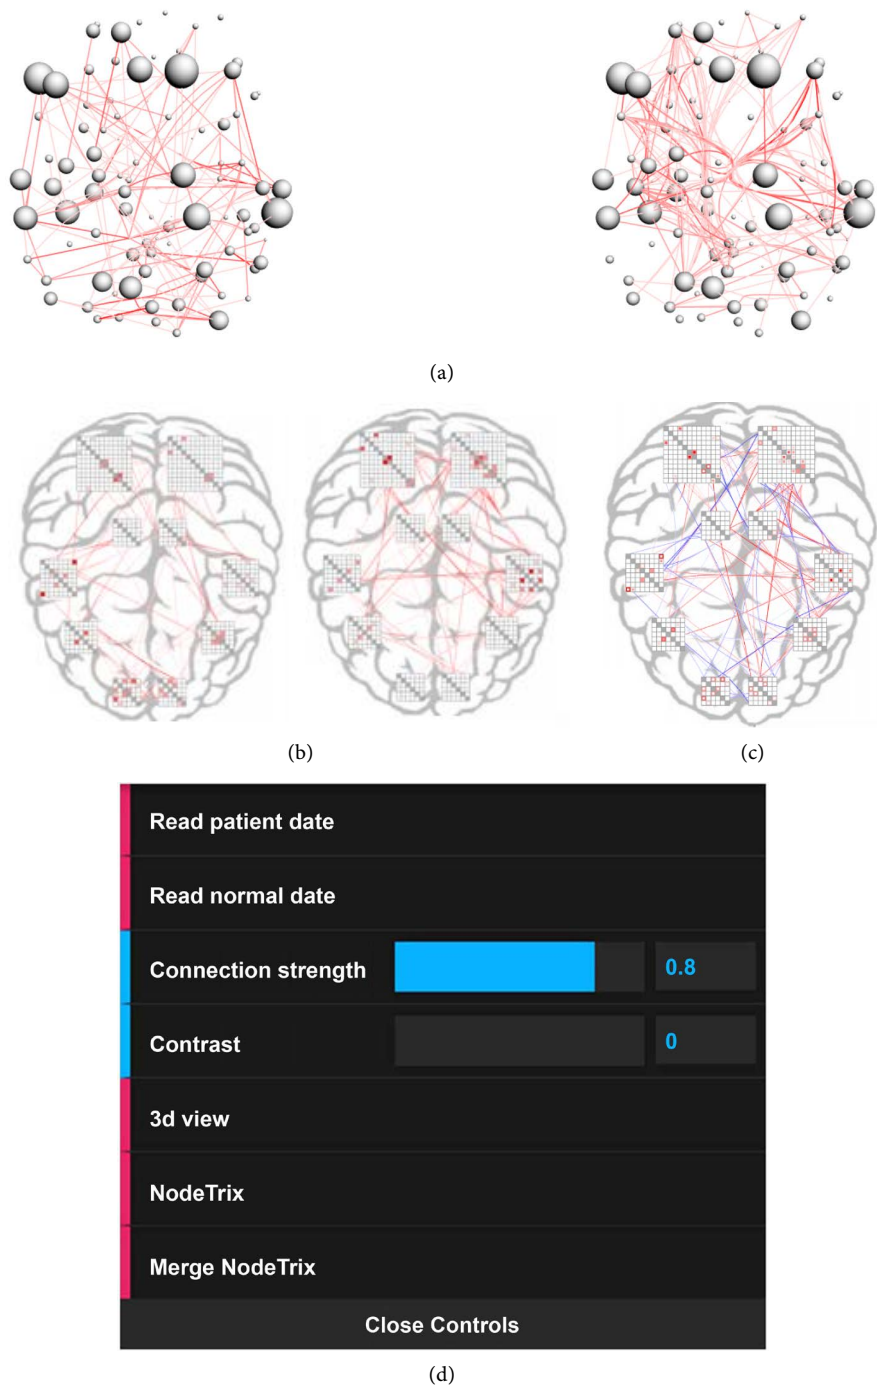 (a)
(b)
(c)
Read patient date
Read normal date
Connection strength 0.8
Contrast 0
3d view
NodeTrix
Merge NodeTrix
Close Controls
(d)